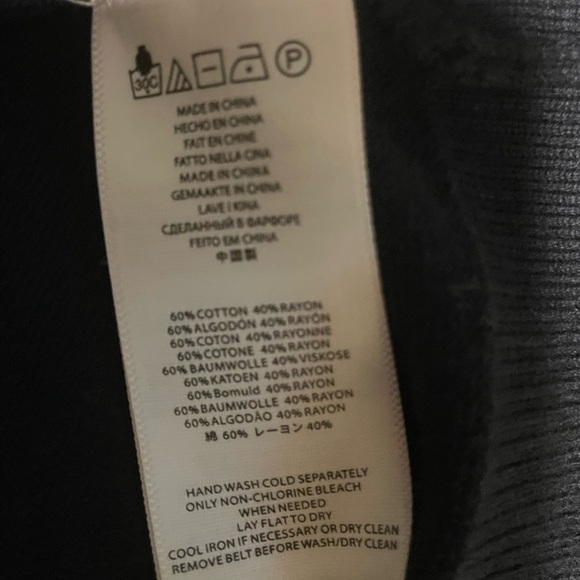 30C P
MADE IN CHINA
HECHO EN CHINA
FAIT EN CHINE
FATTO NELLA CINA
MADE IN CHINA
GEMAAKTE IN CHINA
LAVE I KINA
СДЕЛАННЫЙ В ФАРФОРЕ
FEITO EM CHINA
中國製
60% COTTON 40% RAYON
60% ALGODÓN 40% RAYÓN
60% COTON 40% RAYONNE
60% COTONE 40% RAYON
60% BAUMWOLLE 40% VISKOSE
60% KATOEN 40% RAYON
60% Bomuld 40% RAYON
60% BAUMWOLLE 40% RAYON
60% ALGODÃO 40% RAYON
綿 60% レーヨン 40%
HAND WASH COLD SEPARATELY
ONLY NON-CHLORINE BLEACH
WHEN NEEDED
LAY FLAT TO DRY
COOL IRON IF NECESSARY OR DRY CLEAN
REMOVE BELT BEFORE WASH/DRY CLEAN